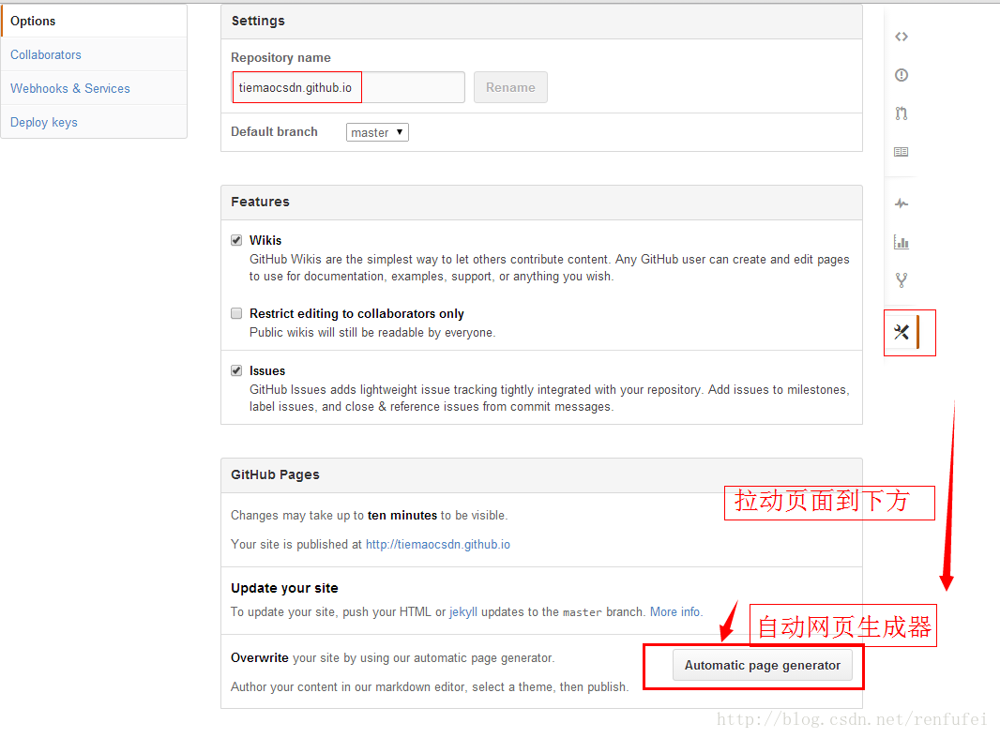 Options
Collaborators
Webhooks & Services
Deploy keys
Settings
Repository name
tiemaocsdn.github.io
Rename
Default branch
master
Features
Wikis
GitHub Wikis are the simplest way to let others contribute content. Any GitHub user can create and edit pages
to use for documentation, examples, support, or anything you wish.
Restrict editing to collaborators only
Public wikis will still be readable by everyone.
Issues
GitHub Issues adds lightweight issue tracking tightly integrated with your repository. Add issues to milestones,
label issues, and close & reference issues from commit messages.
GitHub Pages
拉动页面到下方
Changes may take up to ten minutes to be visible.
Your site is published at http://tiemaocsdn.github.io
Update your site
To update your site, push your HTML or jekyll updates to the master branch. More info.
自动网页生成器
Overwrite your site by using our automatic page generator.
Automatic page generator
Author your content in our markdown editor, select a theme, then publish.
http://blog.csdn.net/renfufei